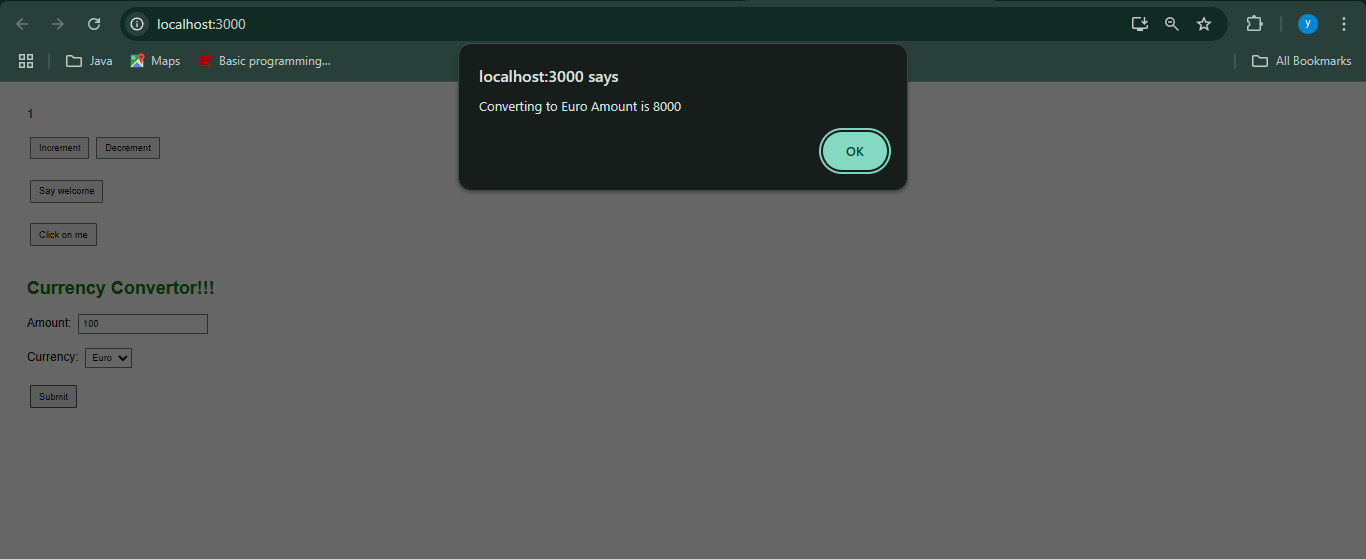 localhost:3000
y
Java
Maps
Basic programming...
All Bookmarks
localhost:3000 says
Converting to Euro Amount is 8000
OK
1
Increment Decrement
Say welcome
Click on me
Currency Convertor!!!
Amount: 100
Currency: Euro
Submit